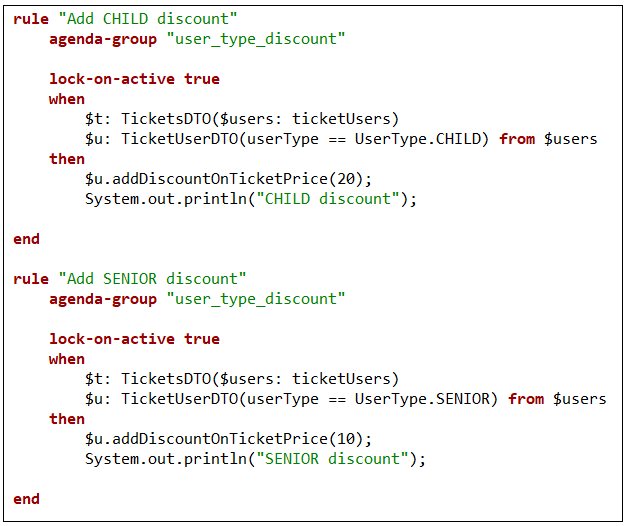 rule "Add CHILD discount"
    agenda-group "user_type_discount"

    lock-on-active true
    when
        $t: TicketsDTO($users: ticketUsers)
        $u: TicketUserDTO(userType == UserType.CHILD) from $users
    then
        $u.addDiscountOnTicketPrice(20);
        System.out.println("CHILD discount");

end

rule "Add SENIOR discount"
    agenda-group "user_type_discount"

    lock-on-active true
    when
        $t: TicketsDTO($users: ticketUsers)
        $u: TicketUserDTO(userType == UserType.SENIOR) from $users
    then
        $u.addDiscountOnTicketPrice(10);
        System.out.println("SENIOR discount");

end